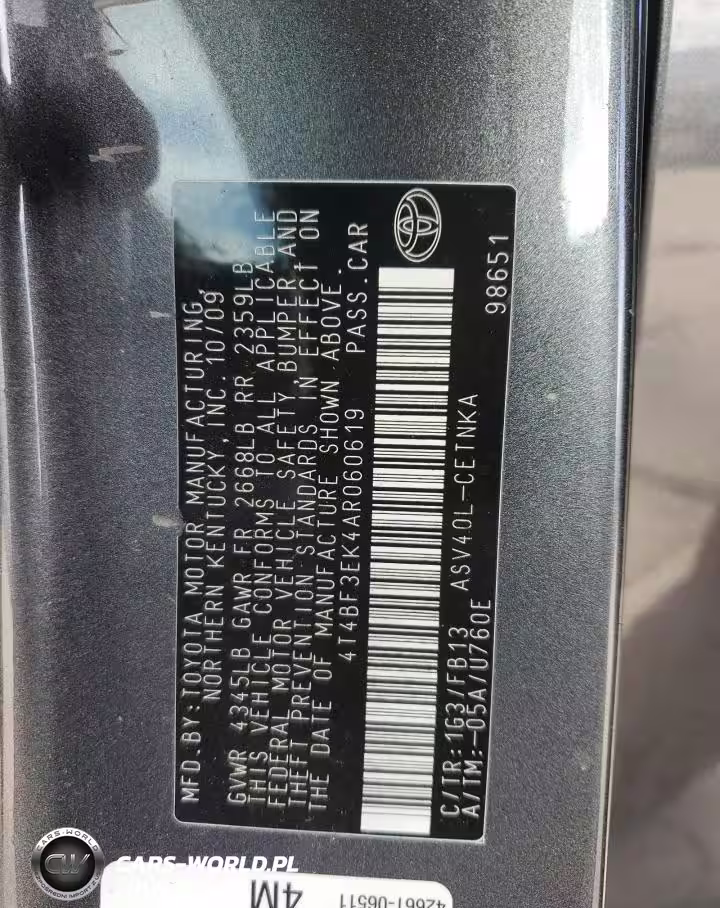 MFD.BY:TOYOTA MOTOR MANUFACTURING,
NORTHERN KENTUCKY, INC. 10/09
GVWR 4345LB GAWR FR 2668LB RR 2359LB
THIS VEHICLE CONFORMS TO ALL APPLICABLE
FEDERAL MOTOR VEHICLE SAFETY, BUMPER AND
THEFT PREVENTION STANDARDS IN EFFECT ON
THE DATE OF MANUFACTURE SHOWN ABOVE.
4T4BF3EK4AR060619 PASS.CAR
C/TR:1G3/FB13 ASV40L-CETNKA
A/TM:-05A/U760E
98651
CARS-WORLD
CW
CARS-WORLD.PL
4M
42661-06511